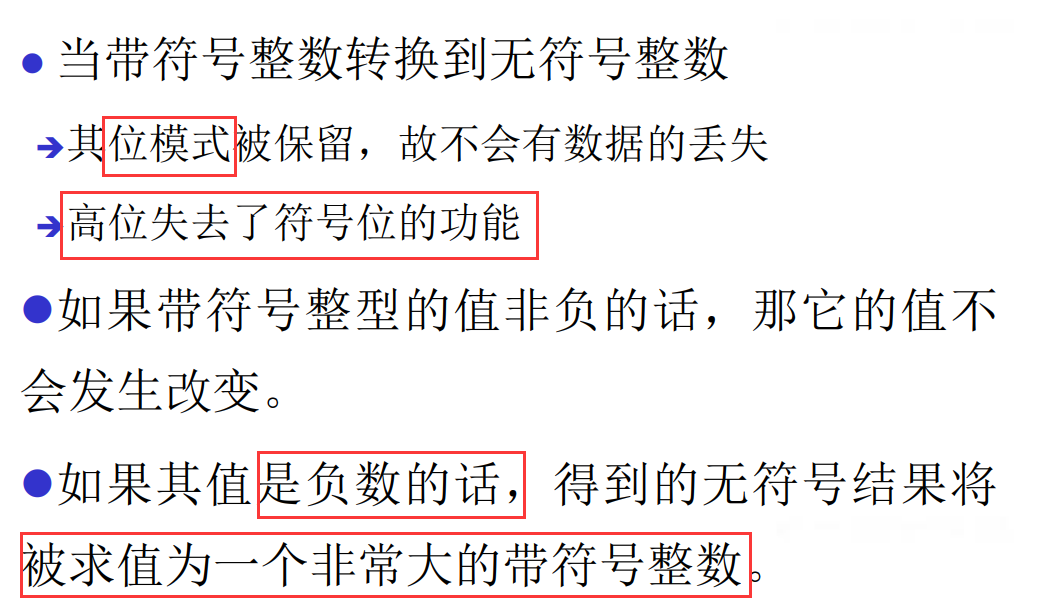 ● 当带符号整数转换到无符号整数
➔其位模式被保留，故不会有数据的丢失
➔高位失去了符号位的功能
●如果带符号整型的值非负的话，那它的值不
会发生改变。
●如果其值是负数的话，得到的无符号结果将
被求值为一个非常大的带符号整数。